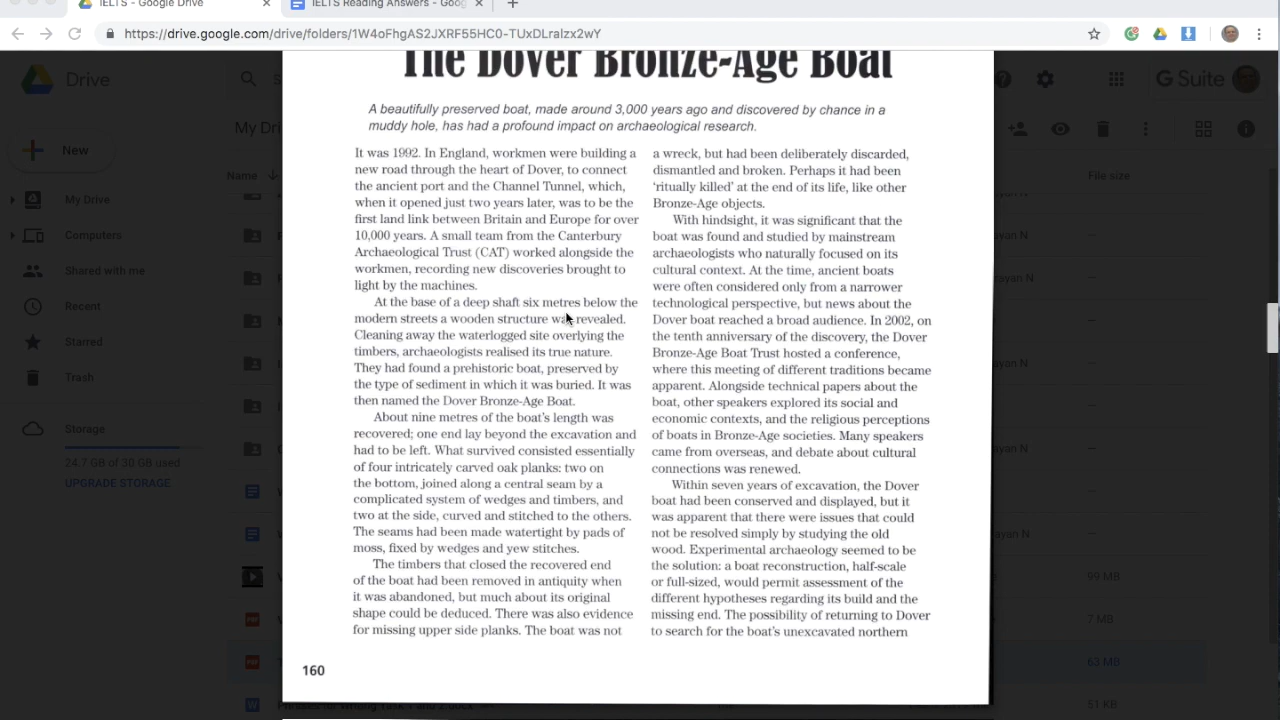 IELTS - Google Drive
IELTS Reading Answers - Goog
https://drive.google.com/drive/folders/1W4oFhgAS2JXRF55HC0-TUxDLralzx2wY
Drive
G Suite
My Dri
New
Name
File size
My Drive
Computers
Shared with me
Recent
Starred
Trash
Storage
24.7 GB of 30 GB used
UPGRADE STORAGE
The Dover Bronze-Age Boat
A beautifully preserved boat, made around 3,000 years ago and discovered by chance in a
muddy hole, has had a profound impact on archaeological research.
It was 1992. In England, workmen were building a
new road through the heart of Dover, to connect
the ancient port and the Channel Tunnel, which,
when it opened just two years later, was to be the
first land link between Britain and Europe for over
10,000 years. A small team from the Canterbury
Archaeological Trust (CAT) worked alongside the
workmen, recording new discoveries brought to
light by the machines.
At the base of a deep shaft six metres below the
modern streets a wooden structure was revealed.
Cleaning away the waterlogged site overlying the
timbers, archaeologists realised its true nature.
They had found a prehistoric boat, preserved by
the type of sediment in which it was buried. It was
then named the Dover Bronze-Age Boat.
About nine metres of the boat's length was
recovered; one end lay beyond the excavation and
had to be left. What survived consisted essentially
of four intricately carved oak planks: two on
the bottom, joined along a central seam by a
complicated system of wedges and timbers, and
two at the side, curved and stitched to the others.
The seams had been made watertight by pads of
moss, fixed by wedges and yew stitches.
The timbers that closed the recovered end
of the boat had been removed in antiquity when
it was abandoned, but much about its original
shape could be deduced. There was also evidence
for missing upper side planks. The boat was not
a wreck, but had been deliberately discarded,
dismantled and broken. Perhaps it had been
'ritually killed' at the end of its life, like other
Bronze-Age objects.
With hindsight, it was significant that the
boat was found and studied by mainstream
archaeologists who naturally focused on its
cultural context. At the time, ancient boats
were often considered only from a narrower
technological perspective, but news about the
Dover boat reached a broad audience. In 2002, on
the tenth anniversary of the discovery, the Dover
Bronze-Age Boat Trust hosted a conference,
where this meeting of different traditions became
apparent. Alongside technical papers about the
boat, other speakers explored its social and
economic contexts, and the religious perceptions
of boats in Bronze-Age societies. Many speakers
came from overseas, and debate about cultural
connections was renewed.
Within seven years of excavation, the Dover
boat had been conserved and displayed, but it
was apparent that there were issues that could
not be resolved simply by studying the old
wood. Experimental archaeology seemed to be
the solution: a boat reconstruction, half-scale
or full-sized, would permit assessment of the
different hypotheses regarding its build and the
missing end. The possibility of returning to Dover
to search for the boat's unexcavated northern
160
99 MB
7 MB
63 MB
51 KB